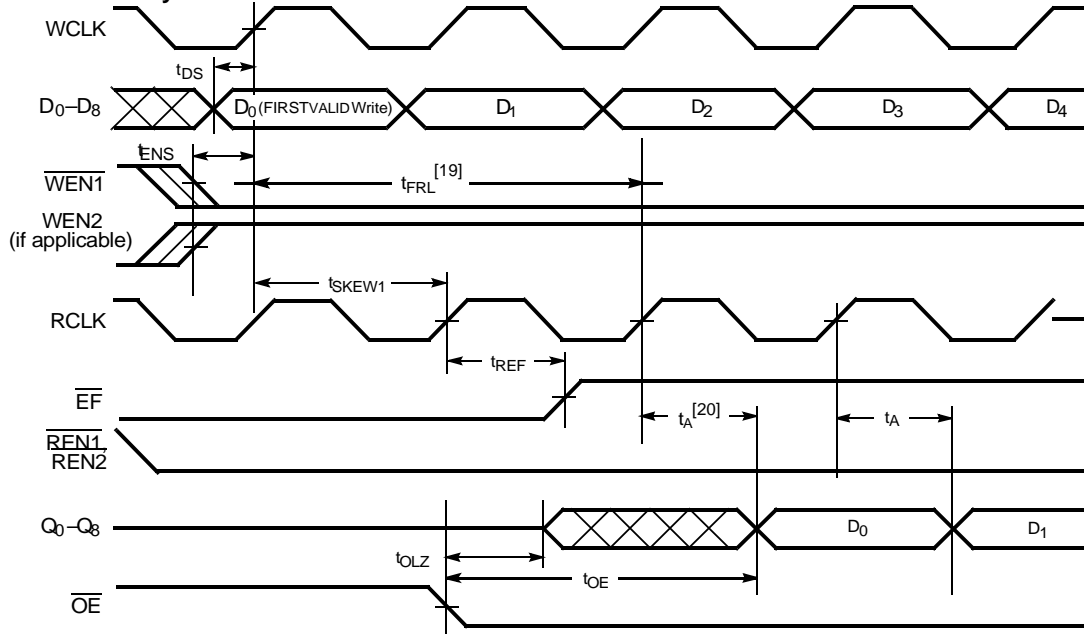 WCLK
tDS
D0–D8
D0 (FIRSTVALID Write)
D1
D2
D3
D4
tENS
WEN1
tFRL[19]
WEN2
(if applicable)
tSKEW1
RCLK
tREF
EF
tA[20]
tA
REN1,
REN2
Q0–Q8
D0
D1
tOLZ
tOE
OE